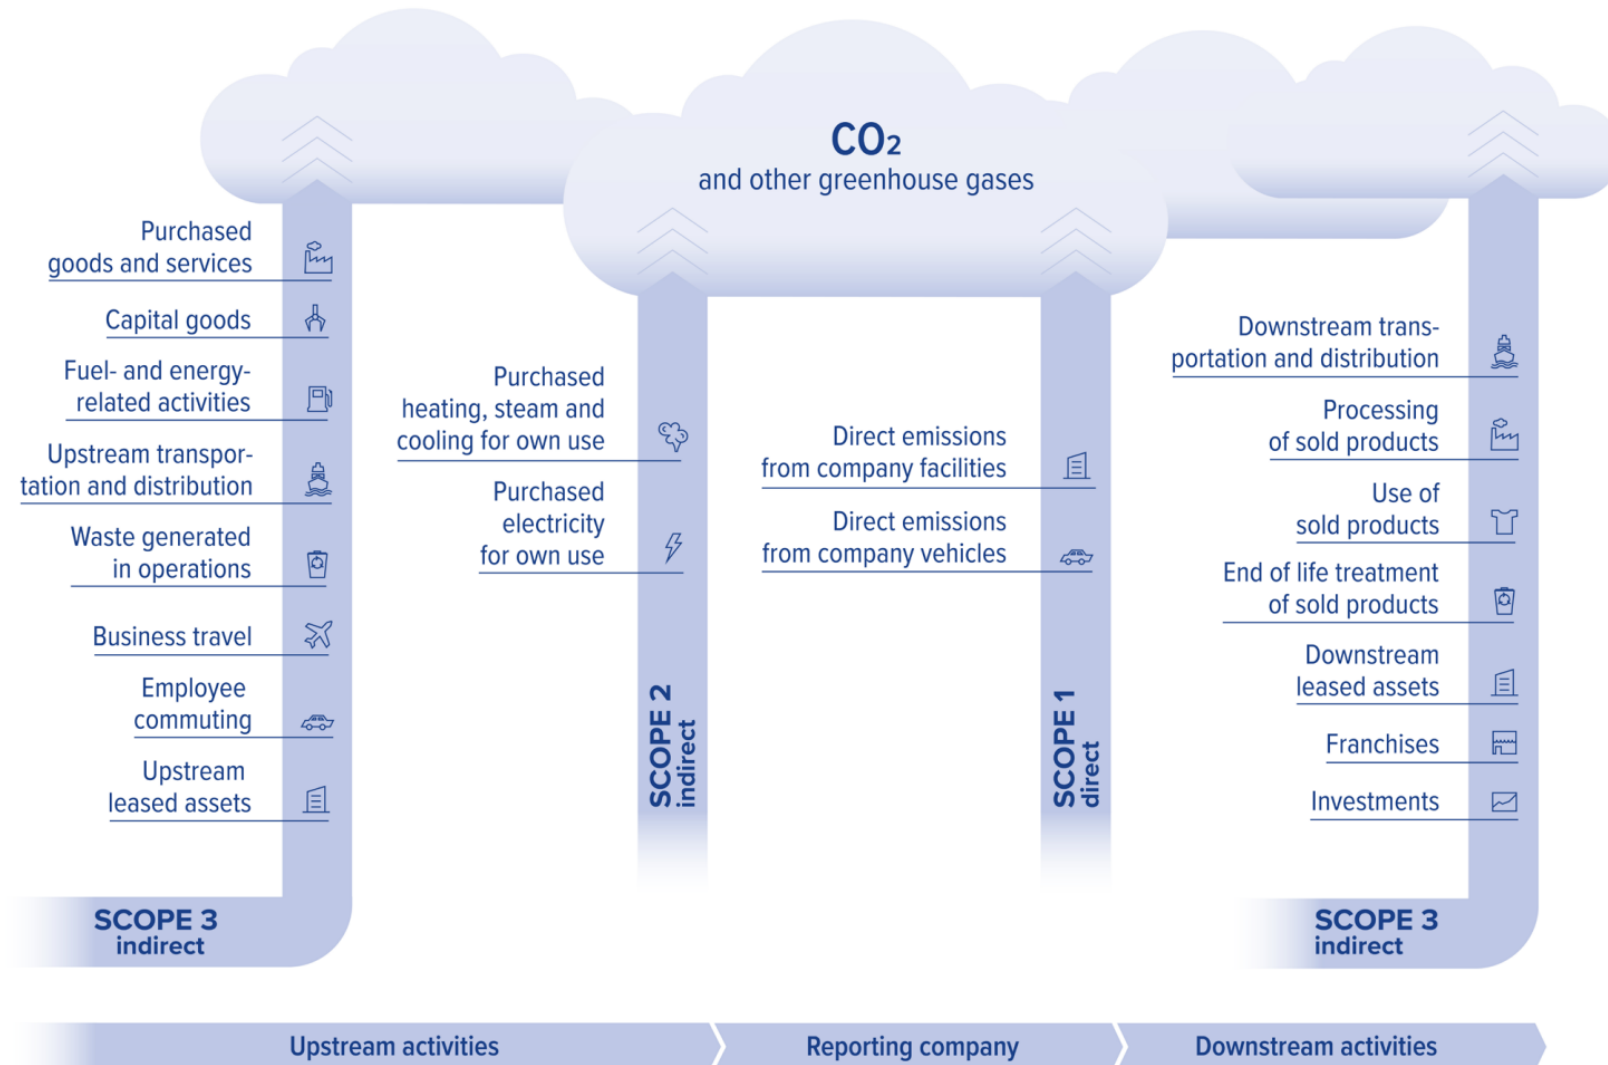 CO₂
and other greenhouse gases
Purchased
goods and services
Capital goods
Fuel- and energy-
related activities
Upstream transpor-
tation and distribution
Waste generated
in operations
Business travel
Employee
commuting
Upstream
leased assets
SCOPE 3
indirect
Purchased
heating, steam and
cooling for own use
Purchased
electricity
for own use
SCOPE 2
indirect
Direct emissions
from company facilities
Direct emissions
from company vehicles
SCOPE 1
direct
Downstream trans-
portation and distribution
Processing
of sold products
Use of
sold products
End of life treatment
of sold products
Downstream
leased assets
Franchises
Investments
SCOPE 3
indirect
Upstream activities
Reporting company
Downstream activities